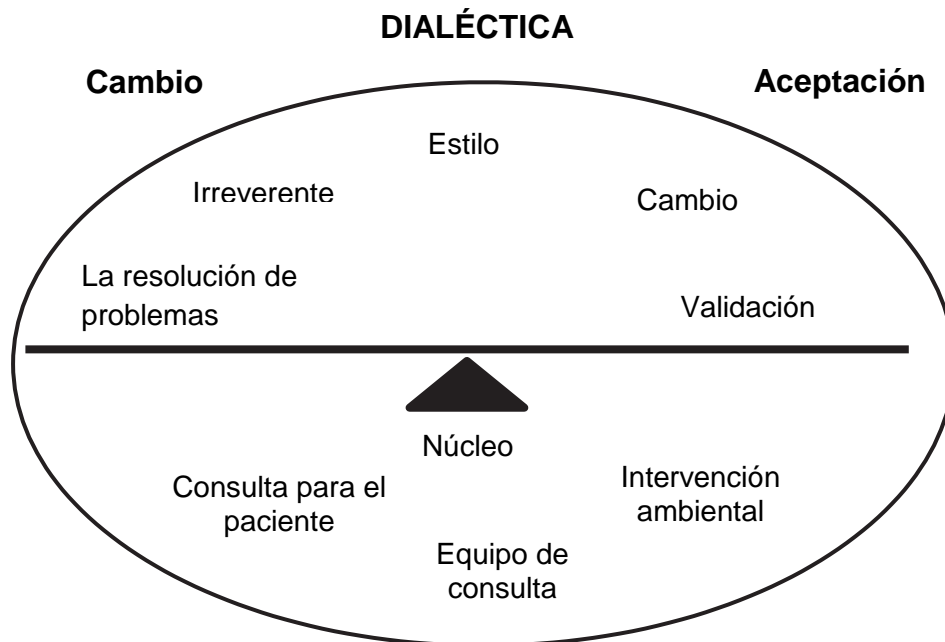 DIALÉCTICA
Cambio
Aceptación
Estilo
Irreverente
Cambio
La resolución de
problemas
Validación
Núcleo
Consulta para el
paciente
Intervención
ambiental
Equipo de
consulta